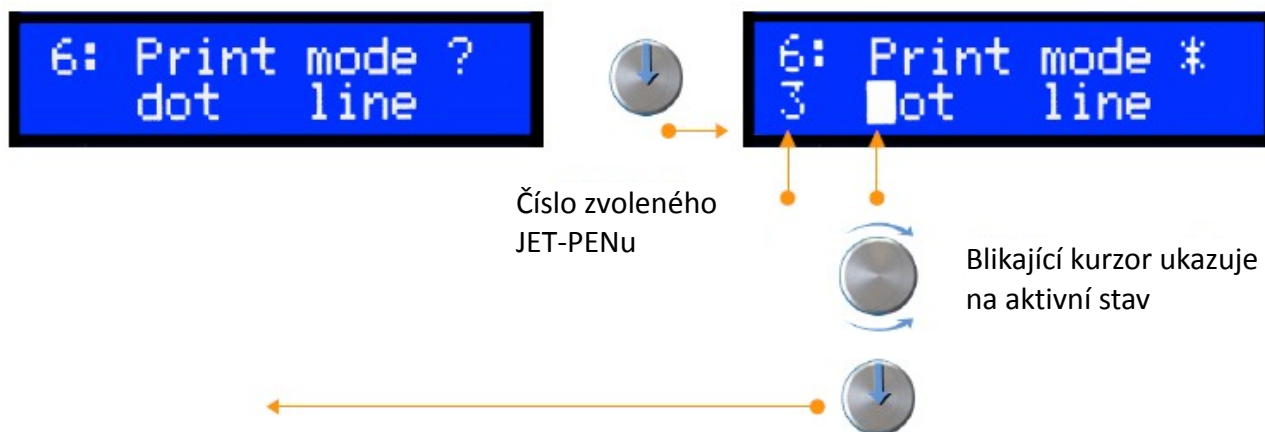 6: Print mode ?
dot line
6: Print mode *
3 ot line
Číslo zvoleného
JET-PENu
Blikající kurzor ukazuje
na aktivní stav